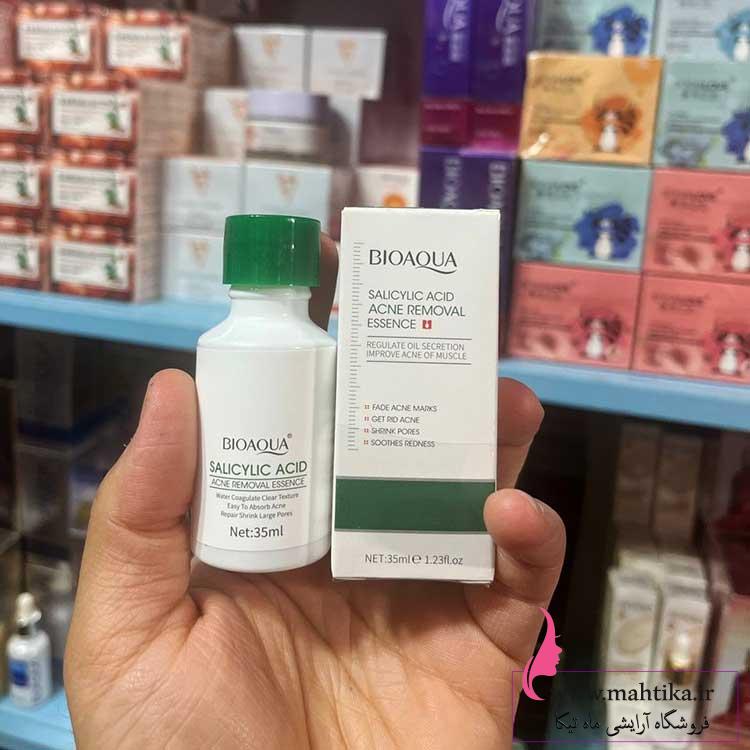 BIOAQUA
SALICYLIC ACID
ACNE REMOVAL
ESSENCE
REGULATE OIL SECRETION
IMPROVE ACNE OF MUSCLE
FADE ACNE MARKS
GET RID ACNE
SHRINK PORES
SOOTHES REDNESS
NET:35ml e 1.23fl.oz
BIOAQUA®
SALICYLIC ACID
ACNE REMOVAL ESSENCE
Water Coagulate Clear Texture
Easy To Absorb Acne
Repair Shrink Large Pores
Net:35ml
www.mahtika.ir
فروشگاه آرایشی ماه تیکا